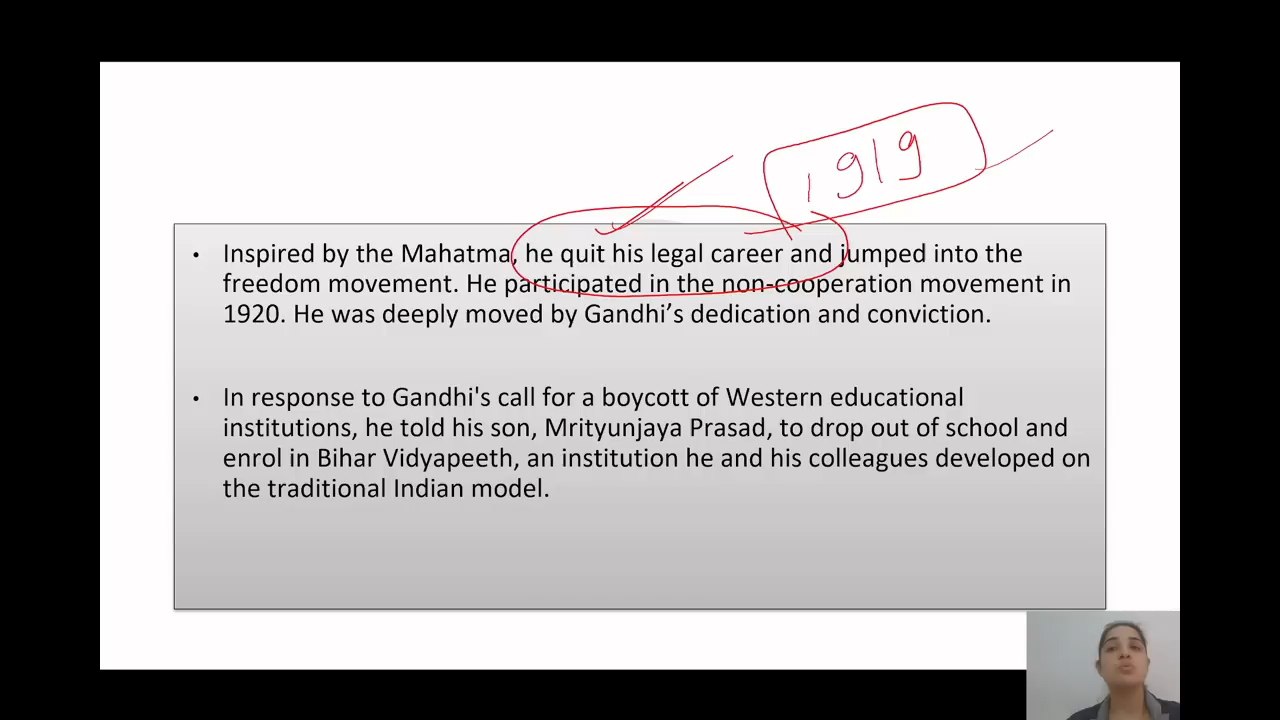 1919
• Inspired by the Mahatma, he quit his legal career and jumped into the
freedom movement. He participated in the non-cooperation movement in
1920. He was deeply moved by Gandhi’s dedication and conviction.
• In response to Gandhi's call for a boycott of Western educational
institutions, he told his son, Mrityunjaya Prasad, to drop out of school and
enrol in Bihar Vidyapeeth, an institution he and his colleagues developed on
the traditional Indian model.